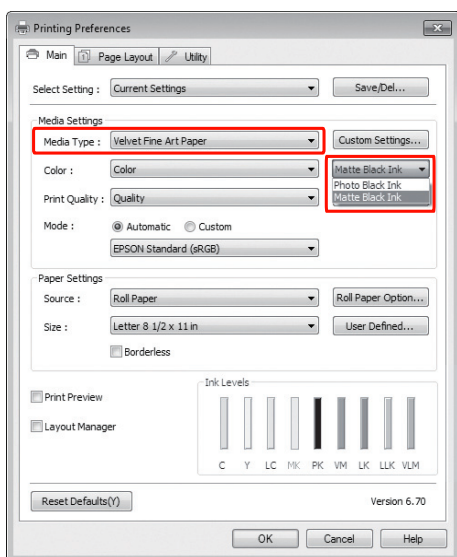 Printing Preferences
Main Page Layout Utility
Select Setting : Current Settings Save/Del...
Media Settings
Media Type : Velvet Fine Art Paper Custom Settings...
Color : Color Matte Black Ink
Photo Black Ink
Print Quality : Quality Matte Black Ink
Mode : Automatic Custom
EPSON Standard (sRGB)
Paper Settings
Source : Roll Paper Roll Paper Option...
Size : Letter 8 1/2 x 11 in User Defined...
Borderless
Ink Levels
Print Preview
Layout Manager
C Y LC MK PK VM LK LLK VLM
Reset Defaults(Y) Version 6.70
OK Cancel Help